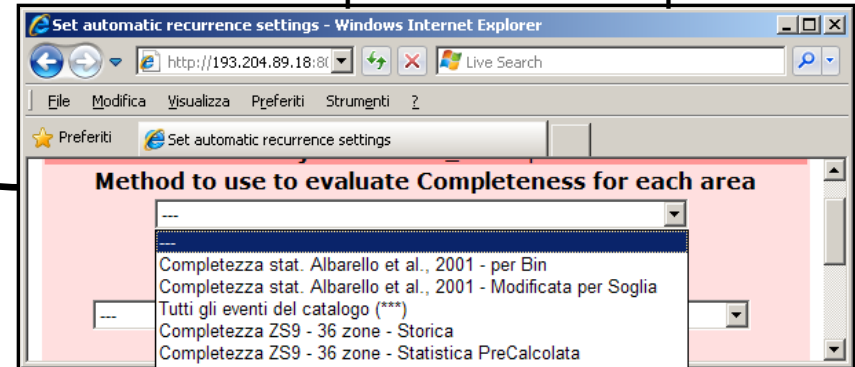 Set automatic recurrence settings - Windows Internet Explorer
http://193.204.89.18:8( Live Search
File Modifica Visualizza Preferiti Strumenti ?
Preferiti Set automatic recurrence settings
Method to use to evaluate Completeness for each area
---
---
Completezza stat. Albarello et al., 2001 - per Bin
Completezza stat. Albarello et al., 2001 - Modificata per Soglia
Tutti gli eventi del catalogo (***)
---
Completezza ZS9 - 36 zone - Storica
Completezza ZS9 - 36 zone - Statistica PreCalcolata